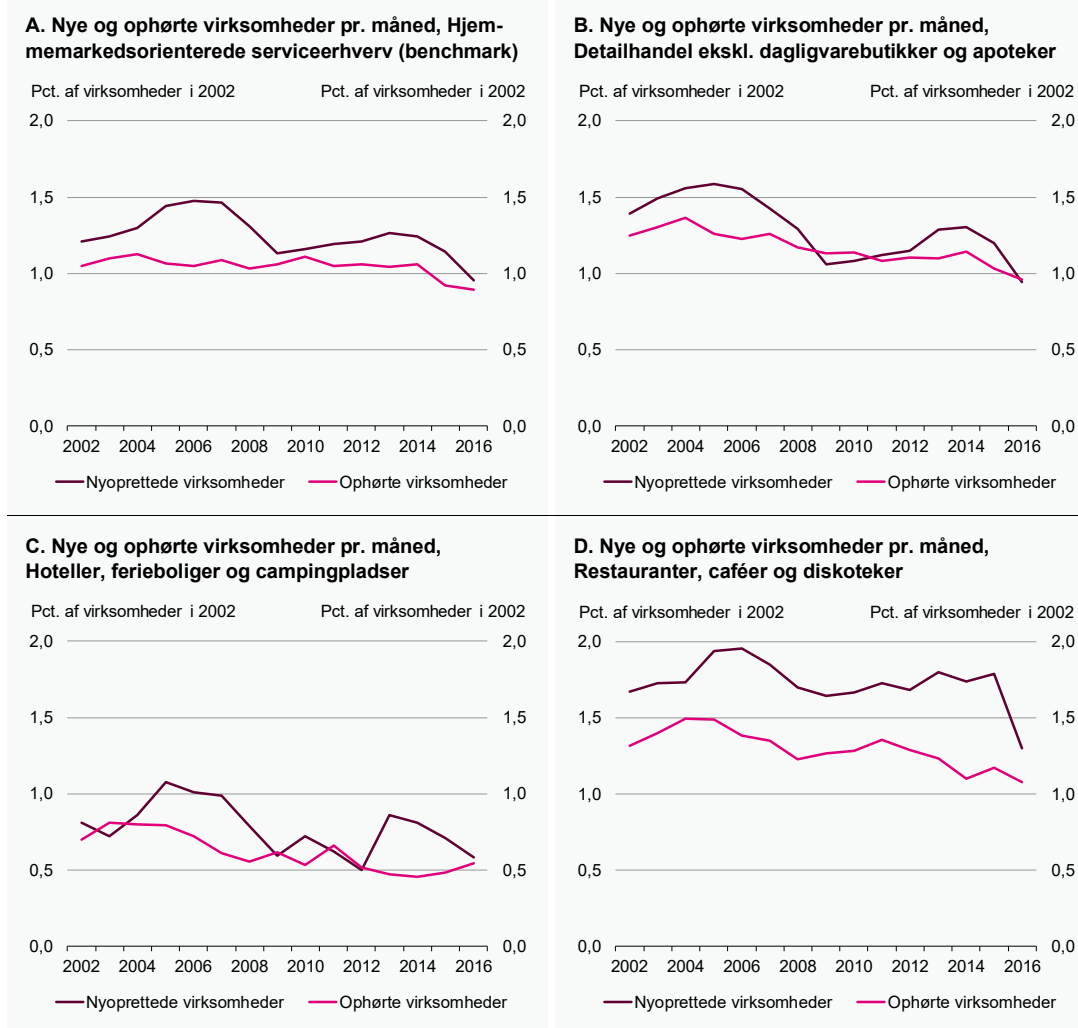 A. Nye og ophørte virksomheder pr. måned, Hjem-
memarkedsorienterede serviceerhverv (benchmark)
Pct. af virksomheder i 2002 Pct. af virksomheder i 2002
2,0 2,0
1,5 1,5
1,0 1,0
0,5 0,5
0,0 0,0
2002 2004 2006 2008 2010 2012 2014 2016
Nyoprettede virksomheder Ophørte virksomheder
B. Nye og ophørte virksomheder pr. måned,
Detailhandel ekskl. dagligvarebutikker og apoteker
Pct. af virksomheder i 2002 Pct. af virksomheder i 2002
2,0 2,0
1,5 1,5
1,0 1,0
0,5 0,5
0,0 0,0
2002 2004 2006 2008 2010 2012 2014 2016
Nyoprettede virksomheder Ophørte virksomheder
C. Nye og ophørte virksomheder pr. måned,
Hoteller, ferieboliger og campingpladser
Pct. af virksomheder i 2002 Pct. af virksomheder i 2002
2,0 2,0
1,5 1,5
1,0 1,0
0,5 0,5
0,0 0,0
2002 2004 2006 2008 2010 2012 2014 2016
Nyoprettede virksomheder Ophørte virksomheder
D. Nye og ophørte virksomheder pr. måned,
Restauranter, caféer og diskoteker
Pct. af virksomheder i 2002 Pct. af virksomheder i 2002
2,0 2,0
1,5 1,5
1,0 1,0
0,5 0,5
0,0 0,0
2002 2004 2006 2008 2010 2012 2014 2016
Nyoprettede virksomheder Ophørte virksomheder